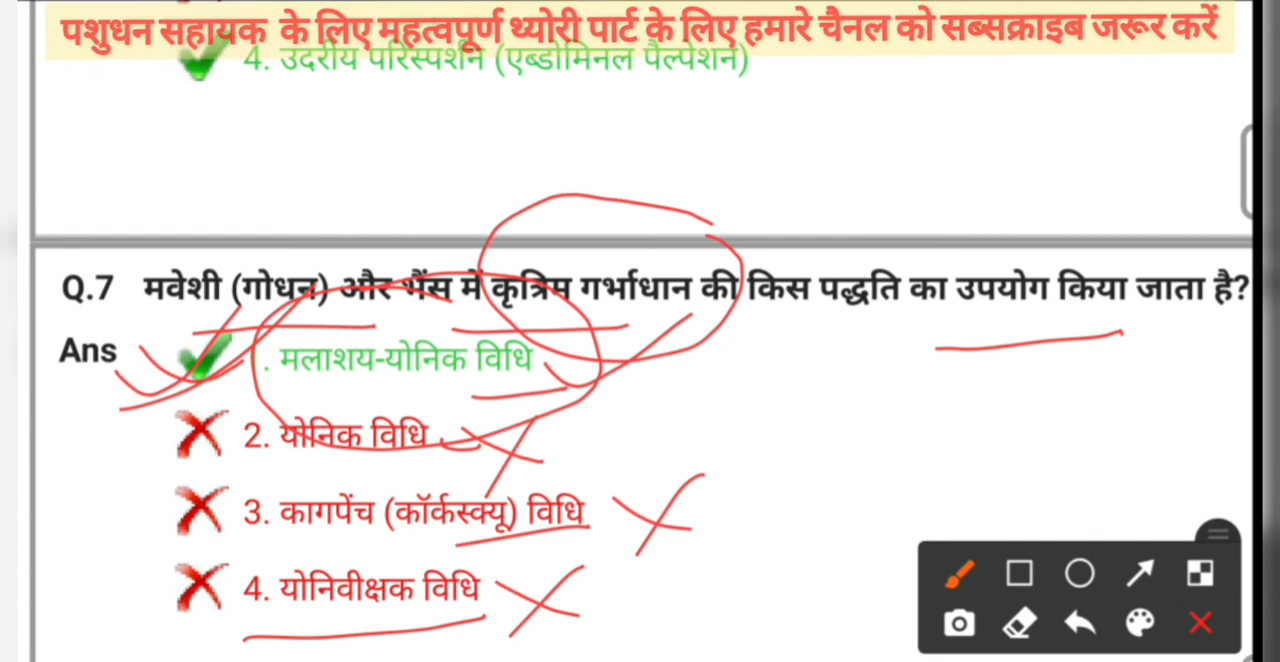 पशुधन सहायक के लिए महत्वपूर्ण थ्योरी पार्ट के लिए हमारे चैनल को सब्सक्राइब जरूर करें
4. उदरीय परिस्पर्शन (एब्डोमिनल पैल्पेशन)
Q.7 मवेशी (गोधन) और भैंस में कृत्रिम गर्भाधान की किस पद्धति का उपयोग किया जाता है?
Ans . मलाशय-योनिक विधि
2. योनिक विधि
3. कागपेंच (कॉर्कस्क्यू) विधि
4. योनिवीक्षक विधि